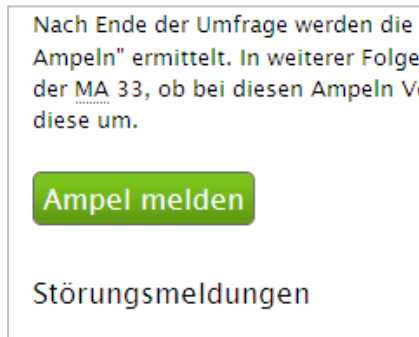 Nach Ende der Umfrage werden die
Ampeln" ermittelt. In weiterer Folge
der MA 33, ob bei diesen Ampeln
diese um.
Ampel melden
Störungsmeldungen